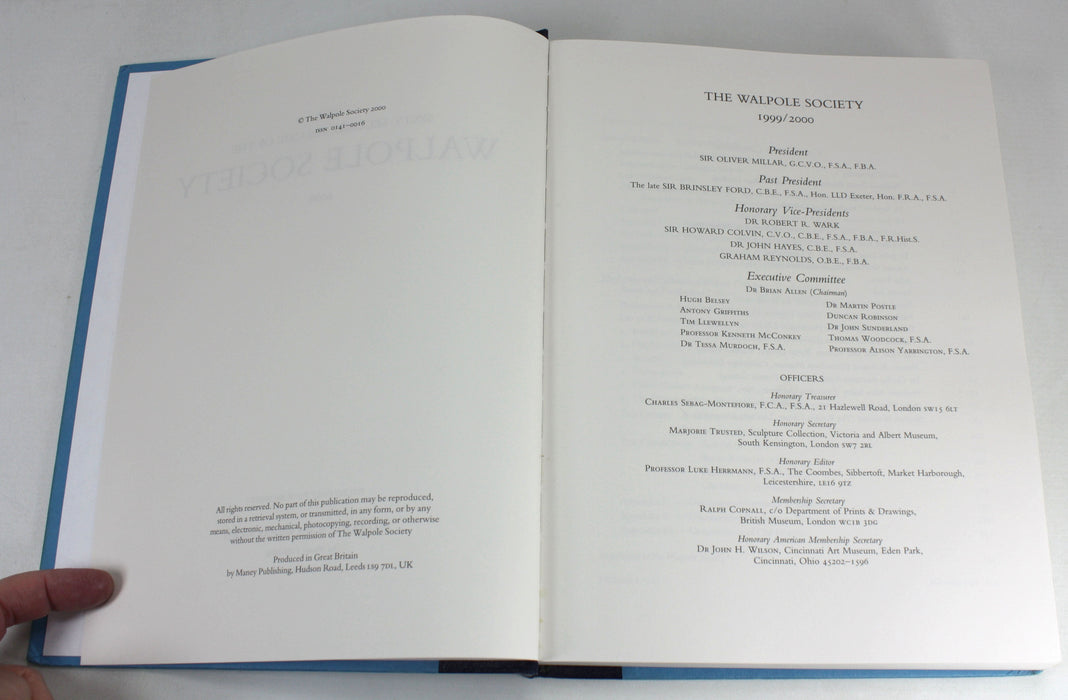 © The Walpole Society 2000
ISSN 0141–0016
All rights reserved. No part of this publication may be reproduced,
stored in a retrieval system, or transmitted, in any form, or by any
means, electronic, mechanical, photocopying, recording, or otherwise
without the written permission of The Walpole Society
Produced in Great Britain
by Maney Publishing, Hudson Road, Leeds LS9 7DL, UK
THE WALPOLE SOCIETY
1999/2000
President
SIR OLIVER MILLAR, G.C.V.O., F.S.A., F.B.A.
Past President
The late SIR BRINSLEY FORD, C.B.E., F.S.A., Hon. LLD Exeter, Hon. F.R.A., F.S.A.
Honorary Vice-Presidents
DR ROBERT R. WARK
SIR HOWARD COLVIN, C.V.O., C.B.E., F.S.A., F.B.A., F.R.Hist.S.
DR JOHN HAYES, C.B.E., F.S.A.
GRAHAM REYNOLDS, O.B.E., F.B.A.
Executive Committee
DR BRIAN ALLEN (Chairman)
HUGH BELSEY
ANTONY GRIFFITHS
TIM LLEWELLYN
PROFESSOR KENNETH MCCONKEY
DR TESSA MURDOCH, F.S.A.
DR MARTIN POSTLE
DUNCAN ROBINSON
DR JOHN SUNDERLAND
THOMAS WOODCOCK, F.S.A.
PROFESSOR ALISON YARRINGTON, F.S.A.
OFFICERS
Honorary Treasurer
CHARLES SEBAG-MONTEFIORE, F.C.A., F.S.A., 21 Hazlewell Road, London SW15 6LT
Honorary Secretary
MARJORIE TRUSTED, Sculpture Collection, Victoria and Albert Museum,
South Kensington, London SW7 2RL
Honorary Editor
PROFESSOR LUKE HERRMANN, F.S.A., The Coombes, Sibbertoft, Market Harborough,
Leicestershire, LE16 9TZ
Membership Secretary
RALPH COPNALL, c/o Department of Prints & Drawings,
British Museum, London WC1B 3DG
Honorary American Membership Secretary
DR JOHN H. WILSON, Cincinnati Art Museum, Eden Park,
Cincinnati, Ohio 45202–1596